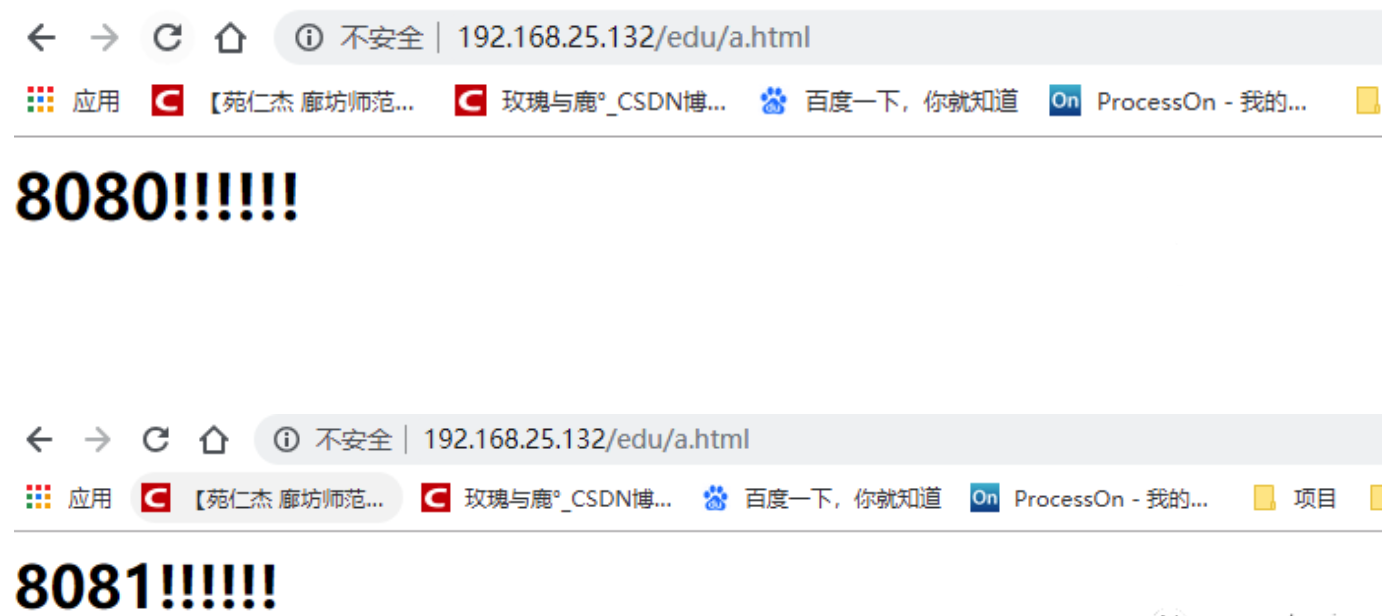 不安全 | 192.168.25.132/edu/a.html
应用 C 【苑仁杰 廊坊师范... C 玫瑰与鹿°_CSDN博... 百度一下,你就知道 On ProcessOn - 我的...
8080!!!!!!
不安全 | 192.168.25.132/edu/a.html
应用 C 【苑仁杰 廊坊师范... C 玫瑰与鹿°_CSDN博... 百度一下,你就知道 On ProcessOn - 我的... 项目
8081!!!!!!